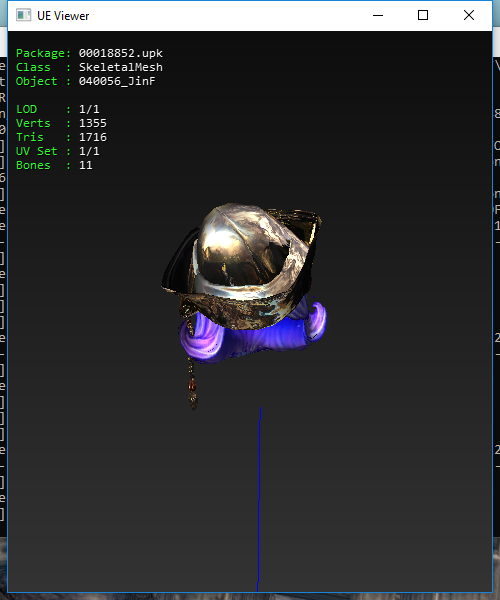 UE Viewer
Package: 00018852.upk
Class  : SkeletalMesh
Object : 040056_JinF
LOD    : 1/1
Verts  : 1355
Tris   : 1716
UV Set : 1/1
Bones  : 11